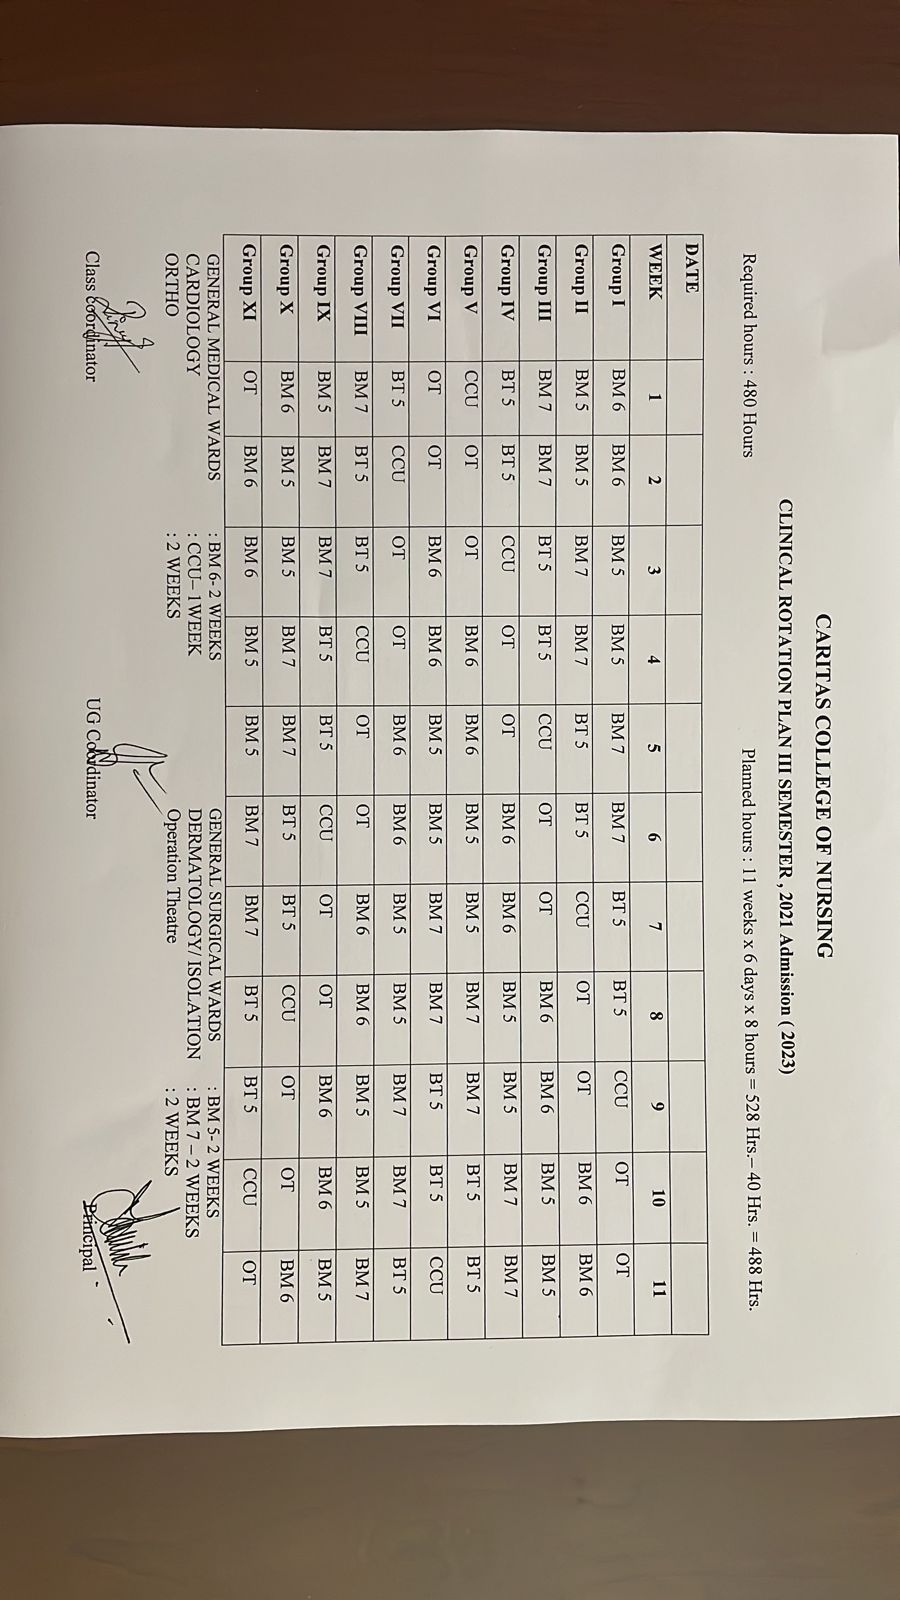 CARITAS COLLEGE OF NURSING
CLINICAL ROTATION PLAN III SEMESTER , 2021 Admission ( 2023)
Required hours : 480 Hours Planned hours : 11 weeks x 6 days x 8 hours = 528 Hrs.– 40 Hrs. = 488 Hrs.
DATE
WEEK 1 2 3 4 5 6 7 8 9 10 11
Group I BM 6 BM 6 BM 5 BM 5 BM 7 BM 7 BT 5 BT 5 CCU OT OT
Group II BM 5 BM 5 BM 7 BM 7 BT 5 BT 5 CCU OT OT BM 6 BM 6
Group III BM 7 BM 7 BT 5 BT 5 CCU OT OT BM 6 BM 6 BM 5 BM 5
Group IV BT 5 BT 5 CCU OT OT BM 6 BM 6 BM 5 BM 5 BM 7 BM 7
Group V CCU OT OT BM 6 BM 6 BM 5 BM 5 BM 7 BM 7 BT 5 BT 5
Group VI OT OT BM 6 BM 6 BM 5 BM 5 BM 7 BM 7 BT 5 BT 5 CCU
Group VII BT 5 CCU OT OT BM 6 BM 6 BM 5 BM 5 BM 7 BM 7 BT 5
Group VIII BM 7 BT 5 BT 5 CCU OT OT BM 6 BM 6 BM 5 BM 5 BM 7
Group IX BM 5 BM 7 BM 7 BT 5 BT 5 CCU OT OT BM 6 BM 6 BM 5
Group X BM 6 BM 5 BM 5 BM 7 BM 7 BT 5 BT 5 CCU OT OT BM 6
Group XI OT BM 6 BM 6 BM 5 BM 5 BM 7 BM 7 BT 5 BT 5 CCU OT
GENERAL MEDICAL WARDS : BM 6- 2 WEEKS GENERAL SURGICAL WARDS : BM 5- 2 WEEKS
CARDIOLOGY : CCU– 1WEEK DERMATOLOGY/ ISOLATION : BM 7 – 2 WEEKS
ORTHO : 2 WEEKS Operation Theatre : 2 WEEKS
Class coordinator UG Coordinator Principal